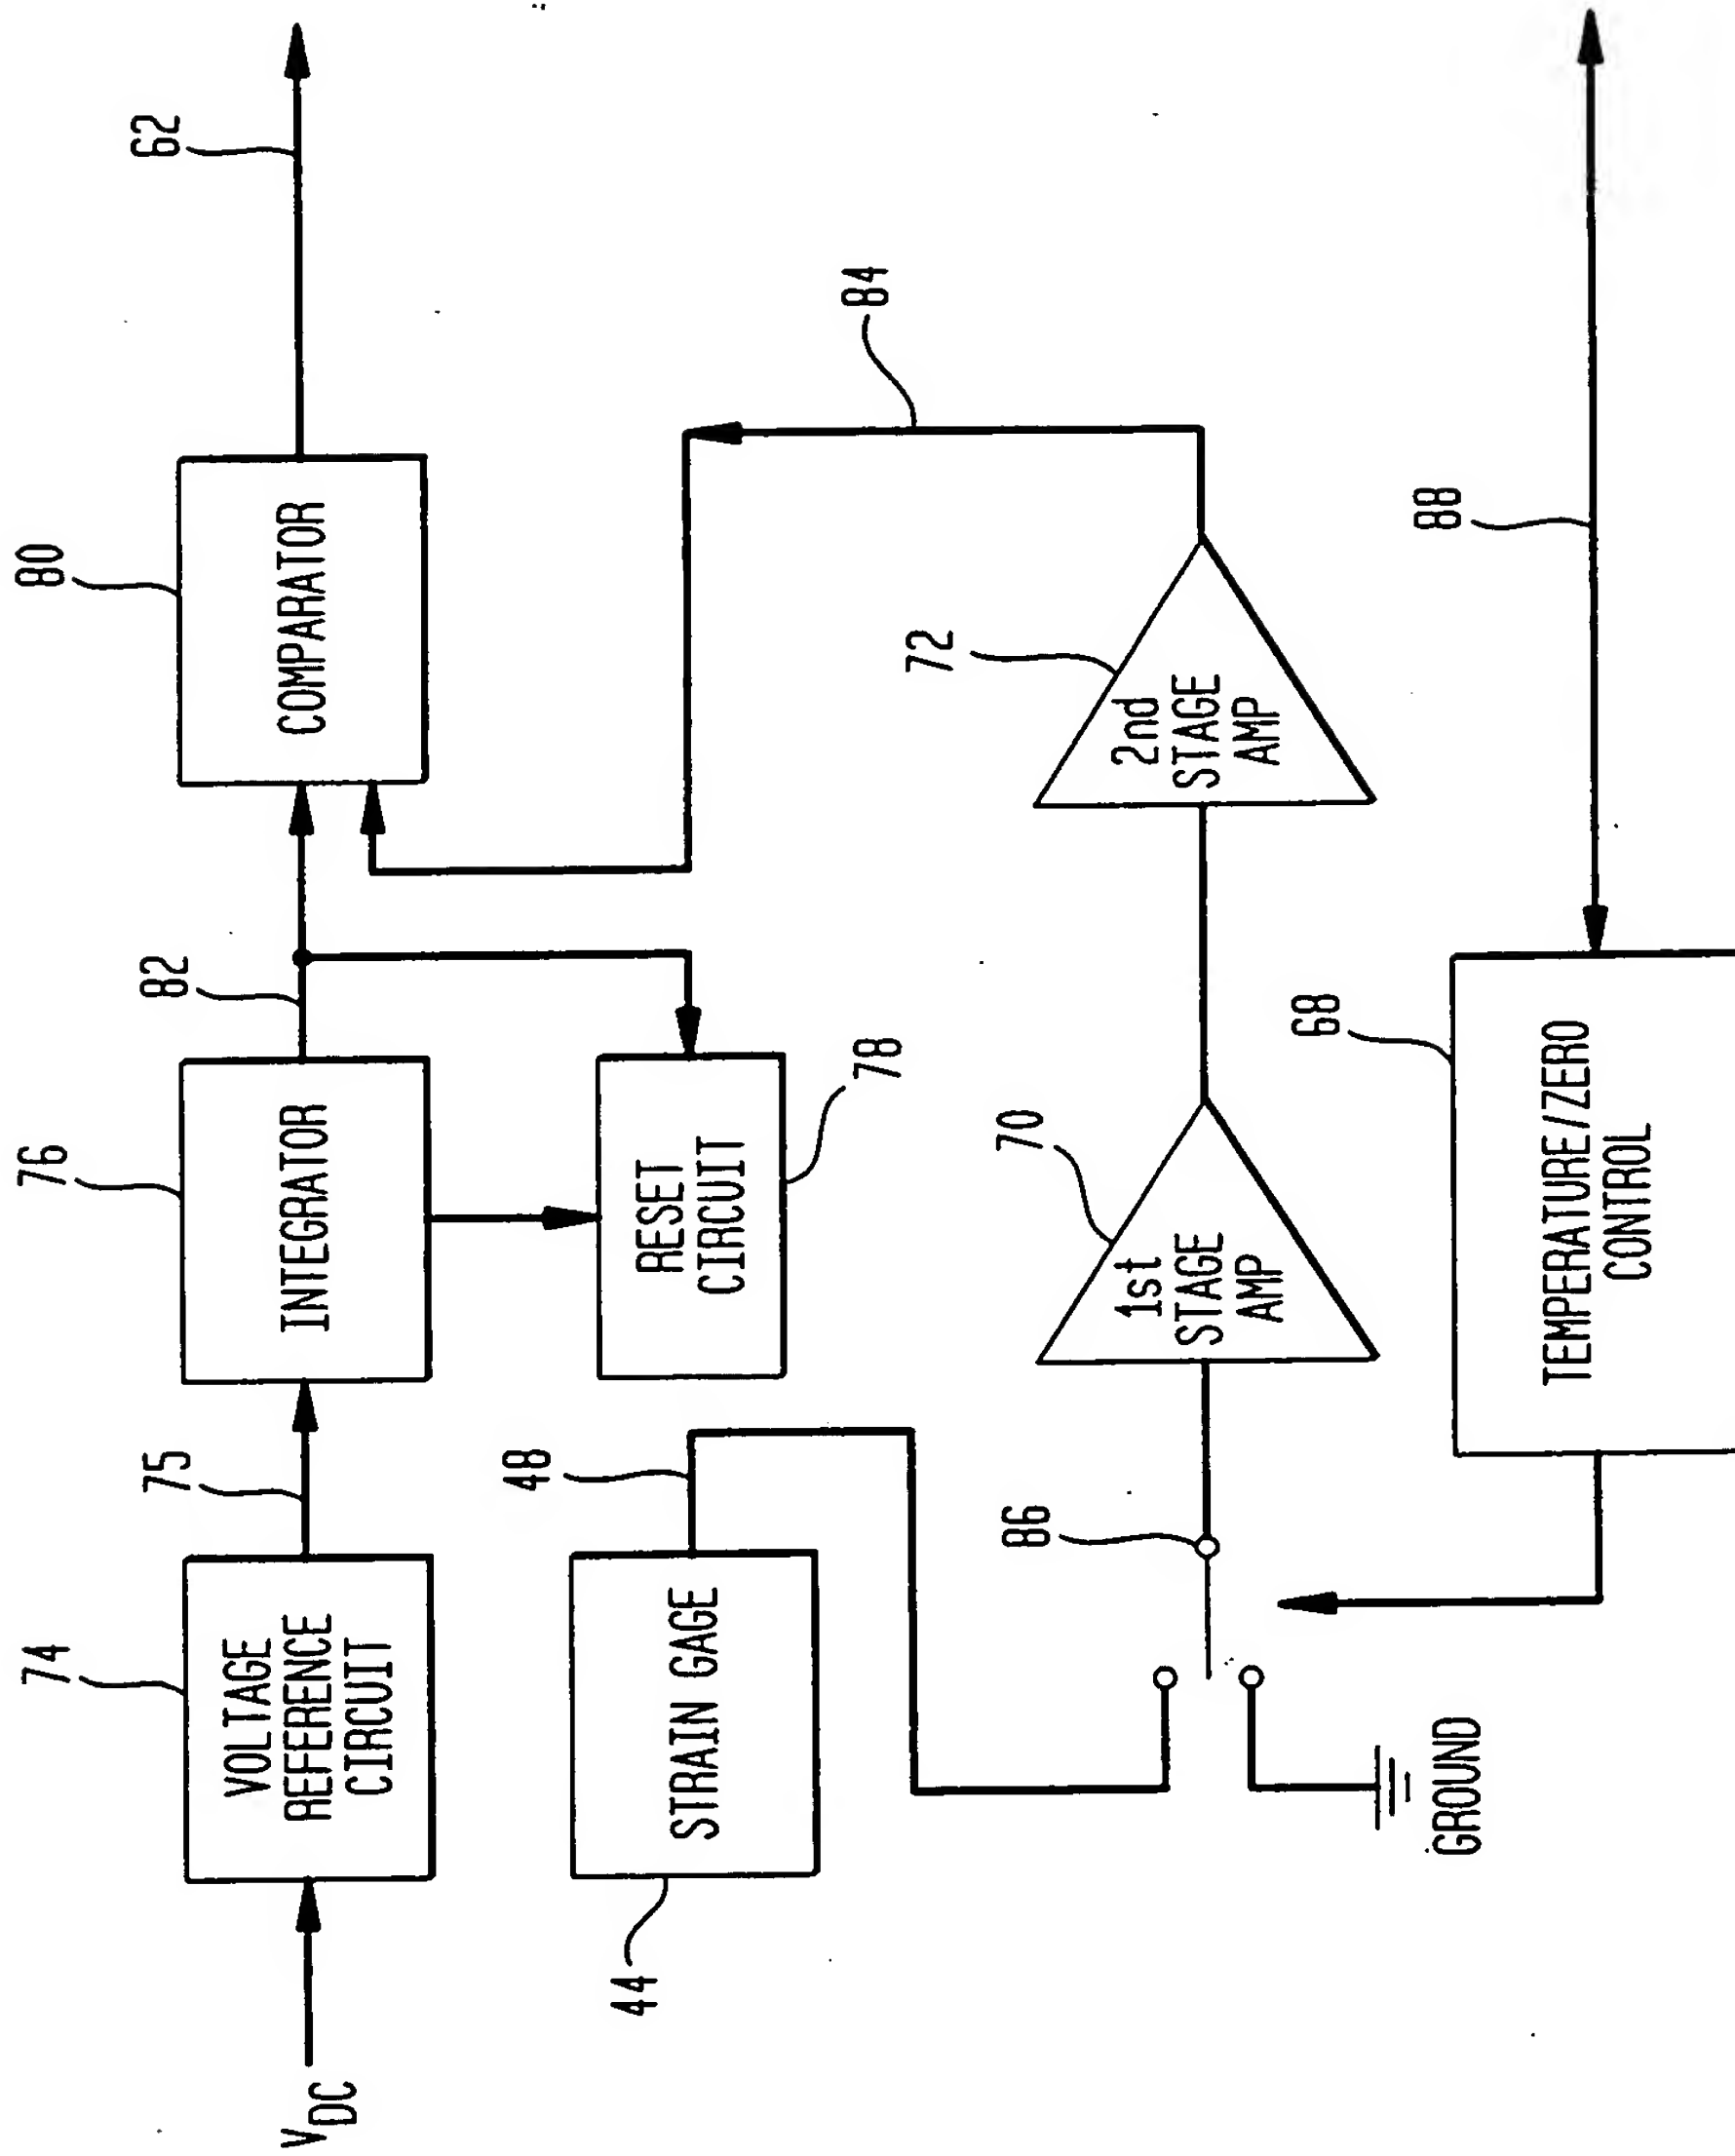 62
80
COMPARATOR
84
82
76
INTEGRATOR
RESET
CIRCUIT
78
75
74
VOLTAGE
REFERENCE
CIRCUIT
V DC
48
STRAIN GAGE
44
72
2nd
STAGE
AMP
70
1st
STAGE
AMP
86
GROUND
88
68
TEMPERATURE/ZERO
CONTROL